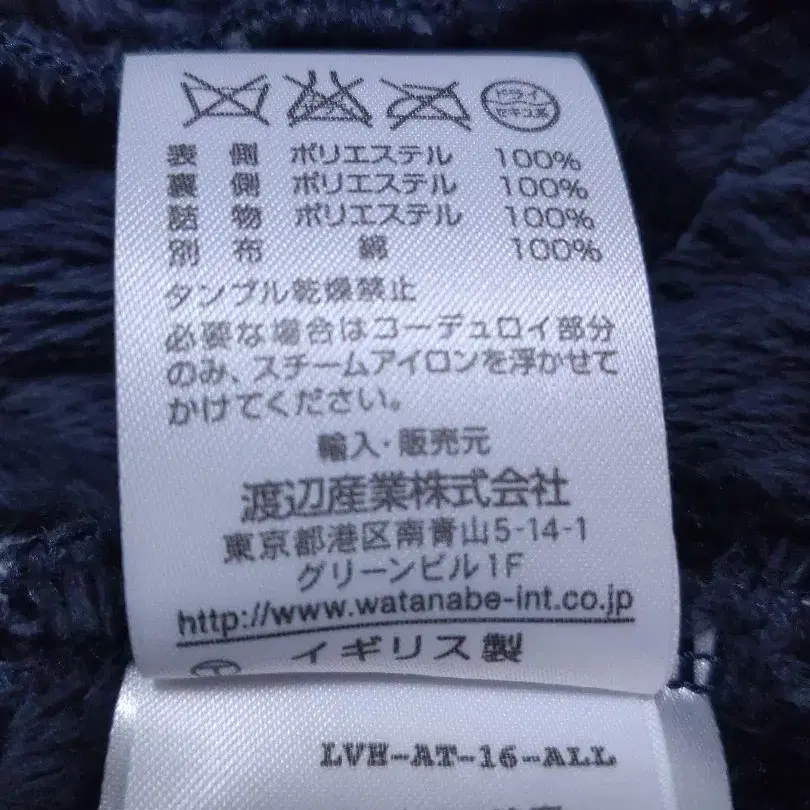 ドライ
セキユ系
表側 ポリエステル 100%
裏側 ポリエステル 100%
詰物 ポリエステル 100%
別布 綿 100%
タンブル乾燥禁止
必要な場合はコーデュロイ部分
のみ、スチームアイロンを浮かせて
かけてください。
輸入・販売元
渡辺産業株式会社
東京都港区南青山5-14-1
グリーンビル1F
http://www.watanabe-int.co.jp
イギリス製
LVH-AT-16-ALL